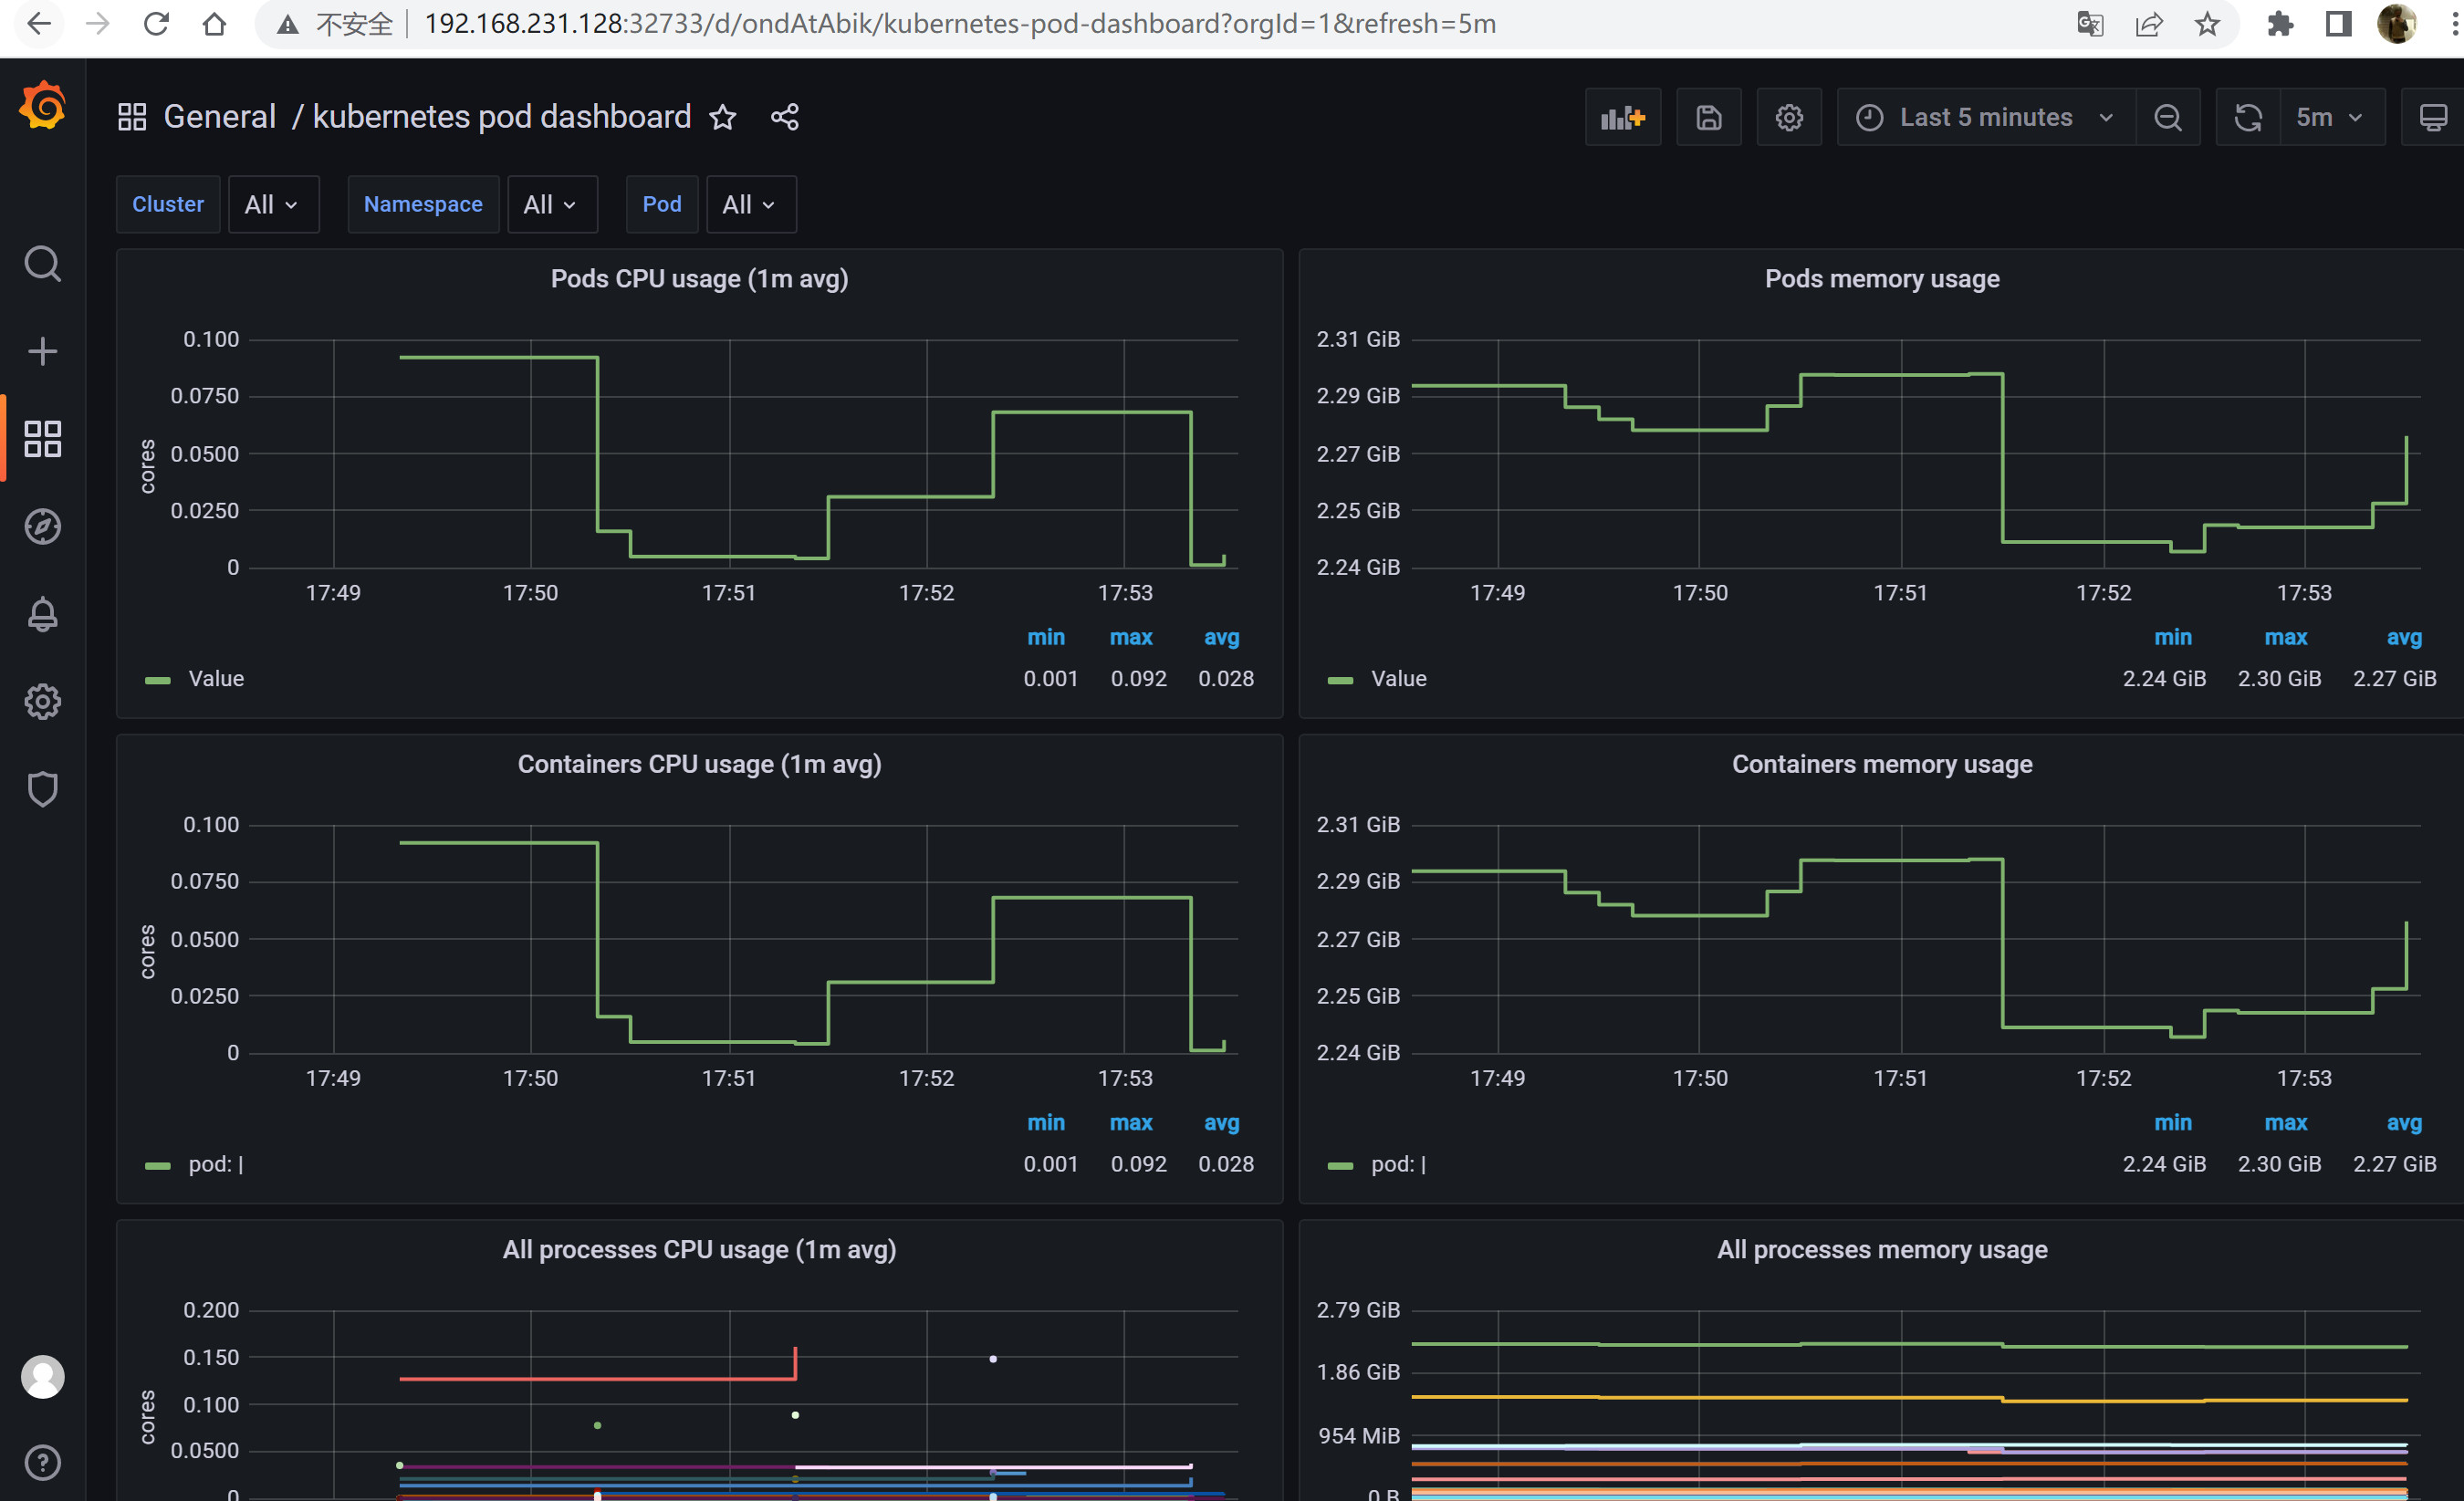 不安全 192.168.231.128:32733/d/ondAtAbik/kubernetes-pod-dashboard?orgId=1&refresh=5m
General / kubernetes pod dashboard
Last 5 minutes
5m
Cluster All Namespace All Pod All
Pods CPU usage (1m avg)
0.100
0.0750
0.0500
0.0250
0
cores
17:49 17:50 17:51 17:52 17:53
min max avg
Value 0.001 0.092 0.028
Pods memory usage
2.31 GiB
2.29 GiB
2.27 GiB
2.25 GiB
2.24 GiB
17:49 17:50 17:51 17:52 17:53
min max avg
Value 2.24 GiB 2.30 GiB 2.27 GiB
Containers CPU usage (1m avg)
0.100
0.0750
0.0500
0.0250
0
cores
17:49 17:50 17:51 17:52 17:53
min max avg
pod: | 0.001 0.092 0.028
Containers memory usage
2.31 GiB
2.29 GiB
2.27 GiB
2.25 GiB
2.24 GiB
17:49 17:50 17:51 17:52 17:53
min max avg
pod: | 2.24 GiB 2.30 GiB 2.27 GiB
All processes CPU usage (1m avg)
0.200
0.150
0.100
0.0500
0
cores
All processes memory usage
2.79 GiB
1.86 GiB
954 MiB
0 B